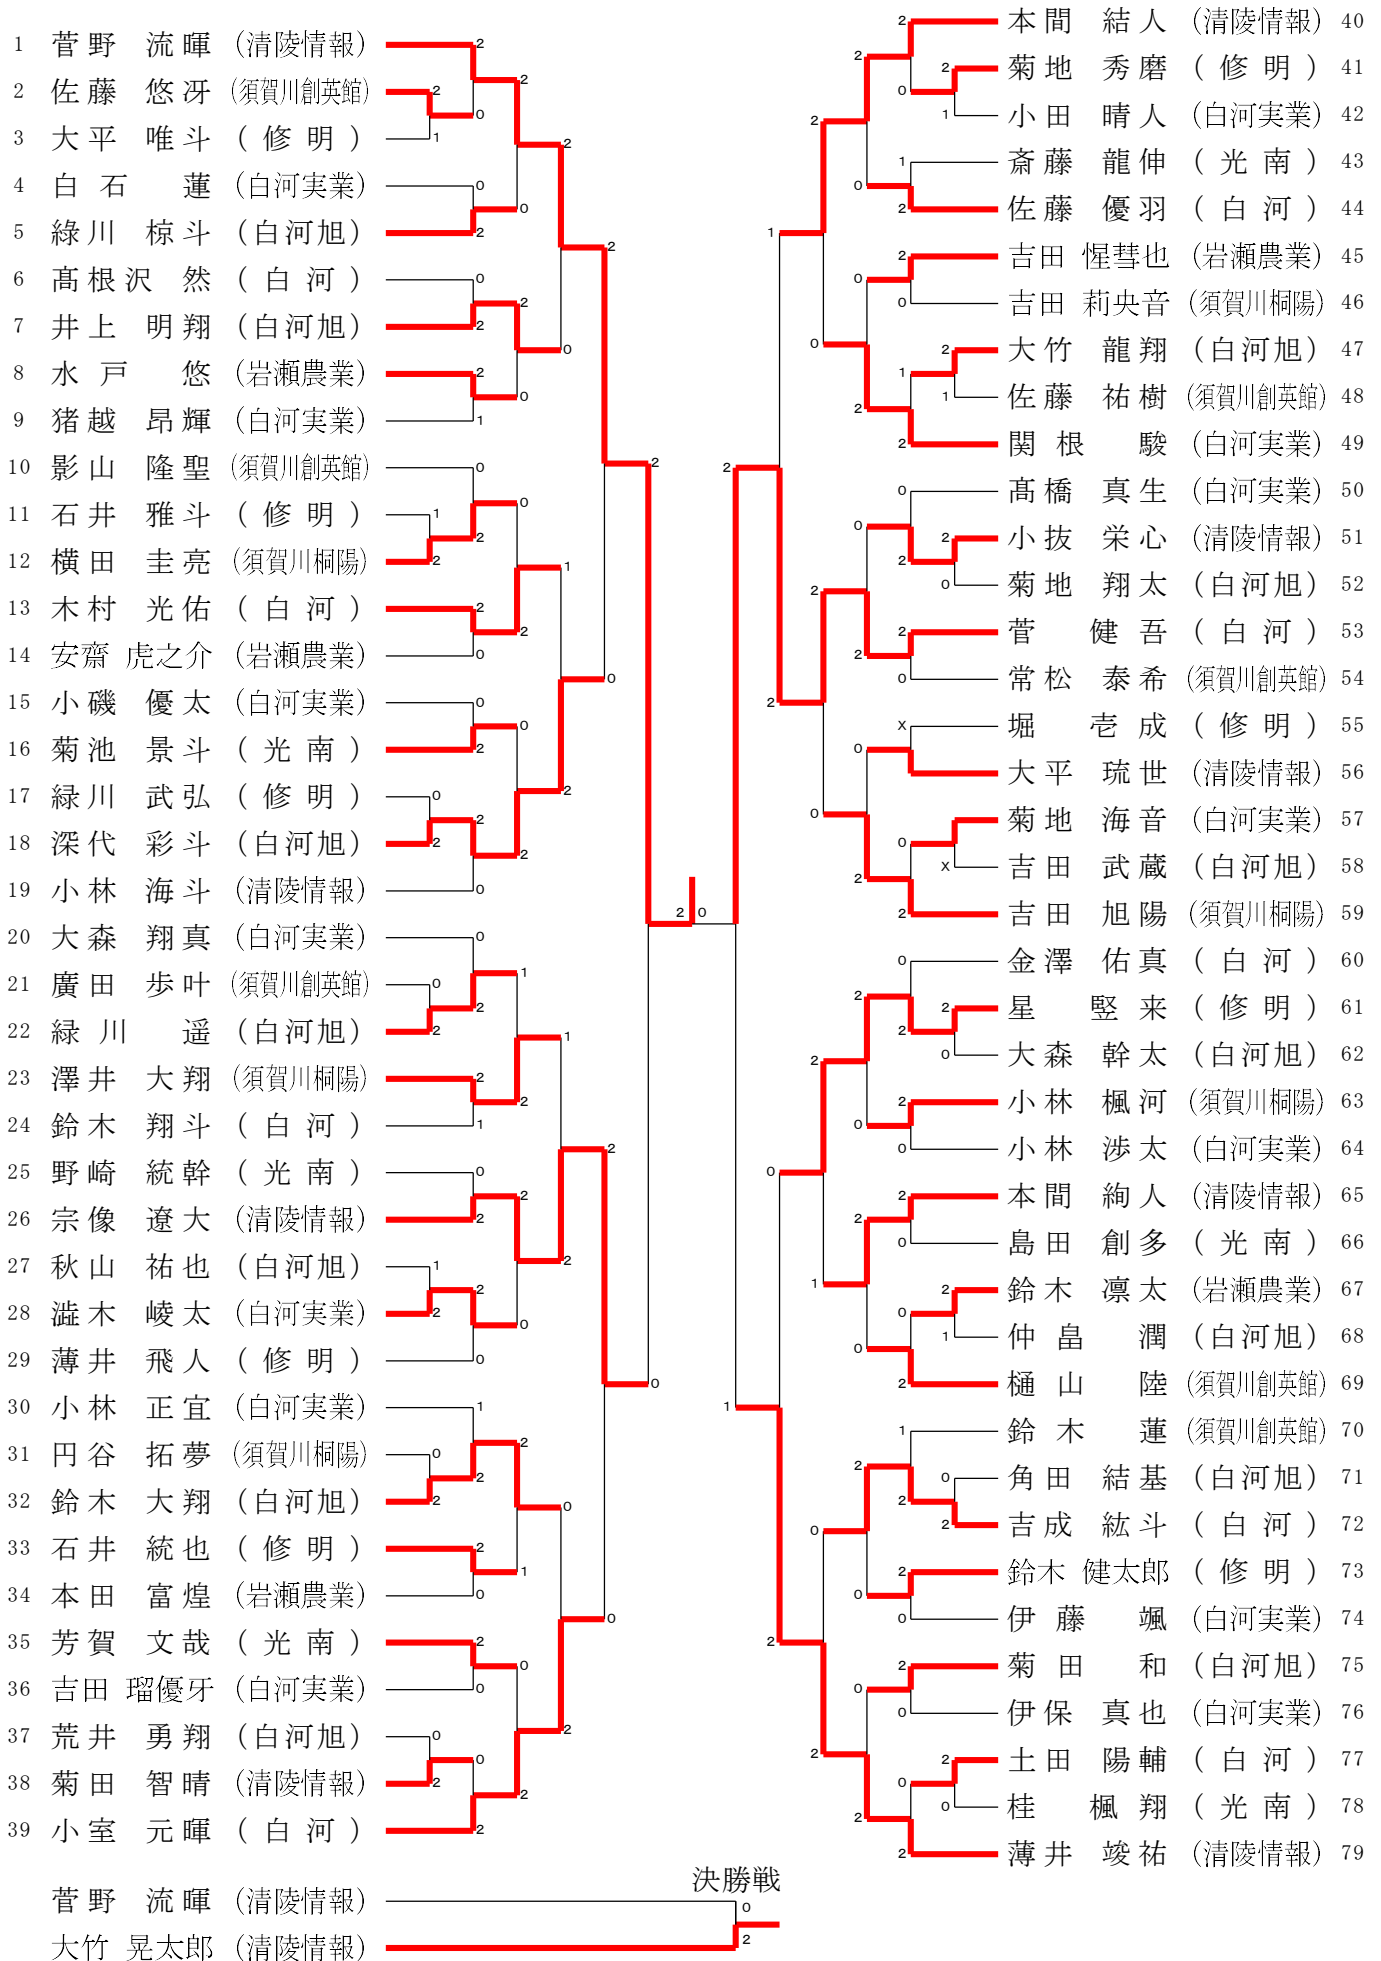 1 菅野 流暉 (清陵情報)
2 佐藤 悠冴 (須賀川創英館)
3 大平 唯斗 (修明)
4 白石 蓮 (白河実業)
5 綠川 椋斗 (白河旭)
6 髙根沢 然 (白河)
7 井上 明翔 (白河旭)
8 水戸 悠 (岩瀬農業)
9 猪越 昂輝 (白河実業)
10 影山 隆聖 (須賀川創英館)
11 石井 雅斗 (修明)
12 横田 圭亮 (須賀川桐陽)
13 木村 光佑 (白河)
14 安齋 虎之介 (岩瀬農業)
15 小磯 優太 (白河実業)
16 菊池 景斗 (光南)
17 緑川 武弘 (修明)
18 深代 彩斗 (白河旭)
19 小林 海斗 (清陵情報)
20 大森 翔真 (白河実業)
21 廣田 歩叶 (須賀川創英館)
22 緑川 遥 (白河旭)
23 澤井 大翔 (須賀川桐陽)
24 鈴木 翔斗 (白河)
25 野崎 統幹 (光南)
26 宗像 遼大 (清陵情報)
27 秋山 祐也 (白河旭)
28 澁木 崚太 (白河実業)
29 薄井 飛人 (修明)
30 小林 正宜 (白河実業)
31 円谷 拓夢 (須賀川桐陽)
32 鈴木 大翔 (白河旭)
33 石井 統也 (修明)
34 本田 富煌 (岩瀬農業)
35 芳賀 文哉 (光南)
36 吉田 瑠優牙 (白河実業)
37 荒井 勇翔 (白河旭)
38 菊田 智晴 (清陵情報)
39 小室 元暉 (白河)
本間 結人 (清陵情報) 40
菊地 秀磨 (修明) 41
小田 晴人 (白河実業) 42
斎藤 龍伸 (光南) 43
佐藤 優羽 (白河) 44
吉田 惺彗也 (岩瀬農業) 45
吉田 莉央音 (須賀川桐陽) 46
大竹 龍翔 (白河旭) 47
佐藤 祐樹 (須賀川創英館) 48
関根 駿 (白河実業) 49
髙橋 真生 (白河実業) 50
小抜 栄心 (清陵情報) 51
菊地 翔太 (白河旭) 52
菅 健吾 (白河) 53
常松 泰希 (須賀川創英館) 54
堀 壱成 (修明) 55
大平 琉世 (清陵情報) 56
菊地 海音 (白河実業) 57
吉田 武蔵 (白河旭) 58
吉田 旭陽 (須賀川桐陽) 59
金澤 佑真 (白河) 60
星 竪来 (修明) 61
大森 幹太 (白河旭) 62
小林 楓河 (須賀川桐陽) 63
小林 渉太 (白河実業) 64
本間 絢人 (清陵情報) 65
島田 創多 (光南) 66
鈴木 凛太 (岩瀬農業) 67
仲畠 潤 (白河旭) 68
樋山 陸 (須賀川創英館) 69
鈴木 蓮 (須賀川創英館) 70
角田 結基 (白河旭) 71
吉成 紘斗 (白河) 72
鈴木 健太郎 (修明) 73
伊藤 颯 (白河実業) 74
菊田 和 (白河旭) 75
伊保 真也 (白河実業) 76
土田 陽輔 (白河) 77
桂 楓翔 (光南) 78
薄井 竣祐 (清陵情報) 79
2 0
決勝戦
菅野 流暉 (清陵情報) 0
大竹 晃太郎 (清陵情報) 2